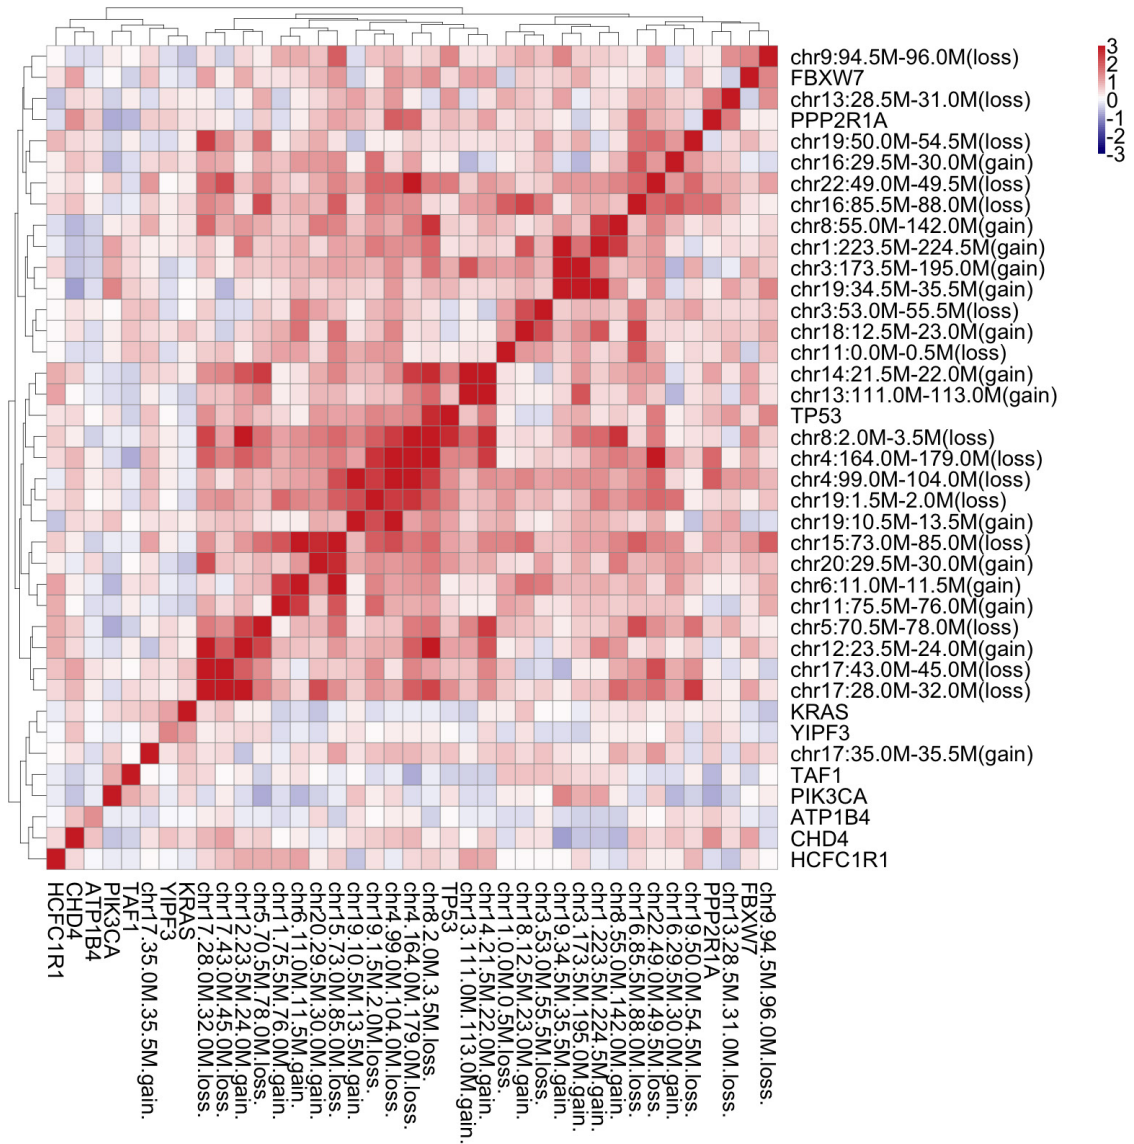 chr9:94.5M-96.0M(loss)
FBXW7
chr13:28.5M-31.0M(loss)
PPP2R1A
chr19:50.0M-54.5M(loss)
chr16:29.5M-30.0M(gain)
chr22:49.0M-49.5M(loss)
chr16:85.5M-88.0M(loss)
chr8:55.0M-142.0M(gain)
chr1:223.5M-224.5M(gain)
chr3:173.5M-195.0M(gain)
chr19:34.5M-35.5M(gain)
chr3:53.0M-55.5M(loss)
chr18:12.5M-23.0M(gain)
chr11:0.0M-0.5M(loss)
chr14:21.5M-22.0M(gain)
chr13:111.0M-113.0M(gain)
TP53
chr8:2.0M-3.5M(loss)
chr4:164.0M-179.0M(loss)
chr4:99.0M-104.0M(loss)
chr19:1.5M-2.0M(loss)
chr19:10.5M-13.5M(gain)
chr15:73.0M-85.0M(loss)
chr20:29.5M-30.0M(gain)
chr6:11.0M-11.5M(gain)
chr11:75.5M-76.0M(gain)
chr5:70.5M-78.0M(loss)
chr12:23.5M-24.0M(gain)
chr17:43.0M-45.0M(loss)
chr17:28.0M-32.0M(loss)
KRAS
YIPF3
chr17:35.0M-35.5M(gain)
TAF1
PIK3CA
ATP1B4
CHD4
HCFC1R1
3
2
1
0
-1
-2
-3
HCFC1R1
CHD4
ATP1B4
PIK3CA
TAF1
chr17.35.0M.35.5M.gain.
YIPF3
KRAS
chr17.28.0M.32.0M.loss.
chr17.43.0M.45.0M.loss.
chr12.23.5M.24.0M.gain.
chr5.70.5M.78.0M.loss.
chr11.75.5M.76.0M.gain.
chr6.11.0M.11.5M.gain.
chr20.29.5M.30.0M.gain.
chr15.73.0M.85.0M.loss.
chr19.10.5M.13.5M.gain.
chr19.1.5M.2.0M.loss.
chr4.99.0M.104.0M.loss.
chr4.164.0M.179.0M.loss.
chr8.2.0M.3.5M.loss.
TP53
chr13.111.0M.113.0M.gain.
chr14.21.5M.22.0M.gain.
chr11.0.0M.0.5M.loss.
chr18.12.5M.23.0M.gain.
chr3.53.0M.55.5M.loss.
chr19.34.5M.35.5M.gain.
chr3.173.5M.195.0M.gain.
chr1.223.5M.224.5M.gain.
chr8.55.0M.142.0M.gain.
chr16.85.5M.88.0M.loss.
chr22.49.0M.49.5M.loss.
chr16.29.5M.30.0M.gain.
chr19.50.0M.54.5M.loss.
PPP2R1A
chr13.28.5M.31.0M.loss.
FBXW7
chr9.94.5M.96.0M.loss.